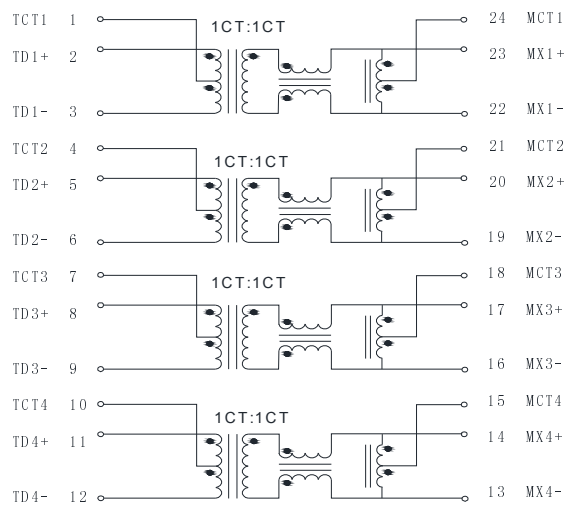 TCT1 1 24 MCT1
1CT:1CT
TD1+ 2 23 MX1+
TD1- 3 22 MX1-
TCT2 4 21 MCT2
1CT:1CT
TD2+ 5 20 MX2+
TD2- 6 19 MX2-
TCT3 7 18 MCT3
1CT:1CT
TD3+ 8 17 MX3+
TD3- 9 16 MX3-
TCT4 10 15 MCT4
1CT:1CT
TD4+ 11 14 MX4+
TD4- 12 13 MX4-